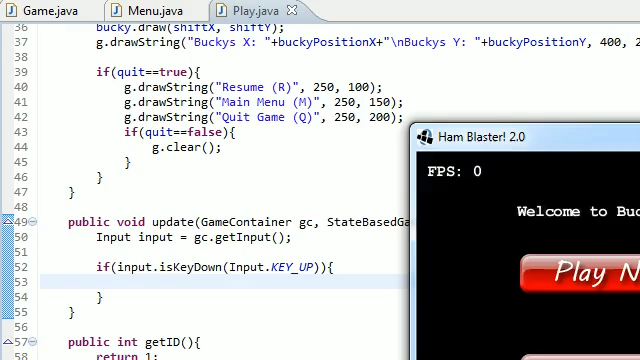 Game.java Menu.java Play.java
36 bucky.draw(shiftX, shiftY);
37 g.drawString("Buckys X: "+buckyPositionX+"\nBuckys Y: "+buckyPositionY, 400, 2
38
39 if(quit==true){
40 g.drawString("Resume (R)", 250, 100);
41 g.drawString("Main Menu (M)", 250, 150);
42 g.drawString("Quit Game (Q)", 250, 200);
43 if(quit==false){
44 g.clear();
45 }
46 }
47 }
48
49 public void update(GameContainer gc, StateBasedGa
50 Input input = gc.getInput();
51
52 if(input.isKeyDown(Input.KEY_UP)){
53
54 }
55 }
56
57 public int getID(){
58 return 1;
Ham Blaster! 2.0
FPS: 0
Welcome to Buc
Play N